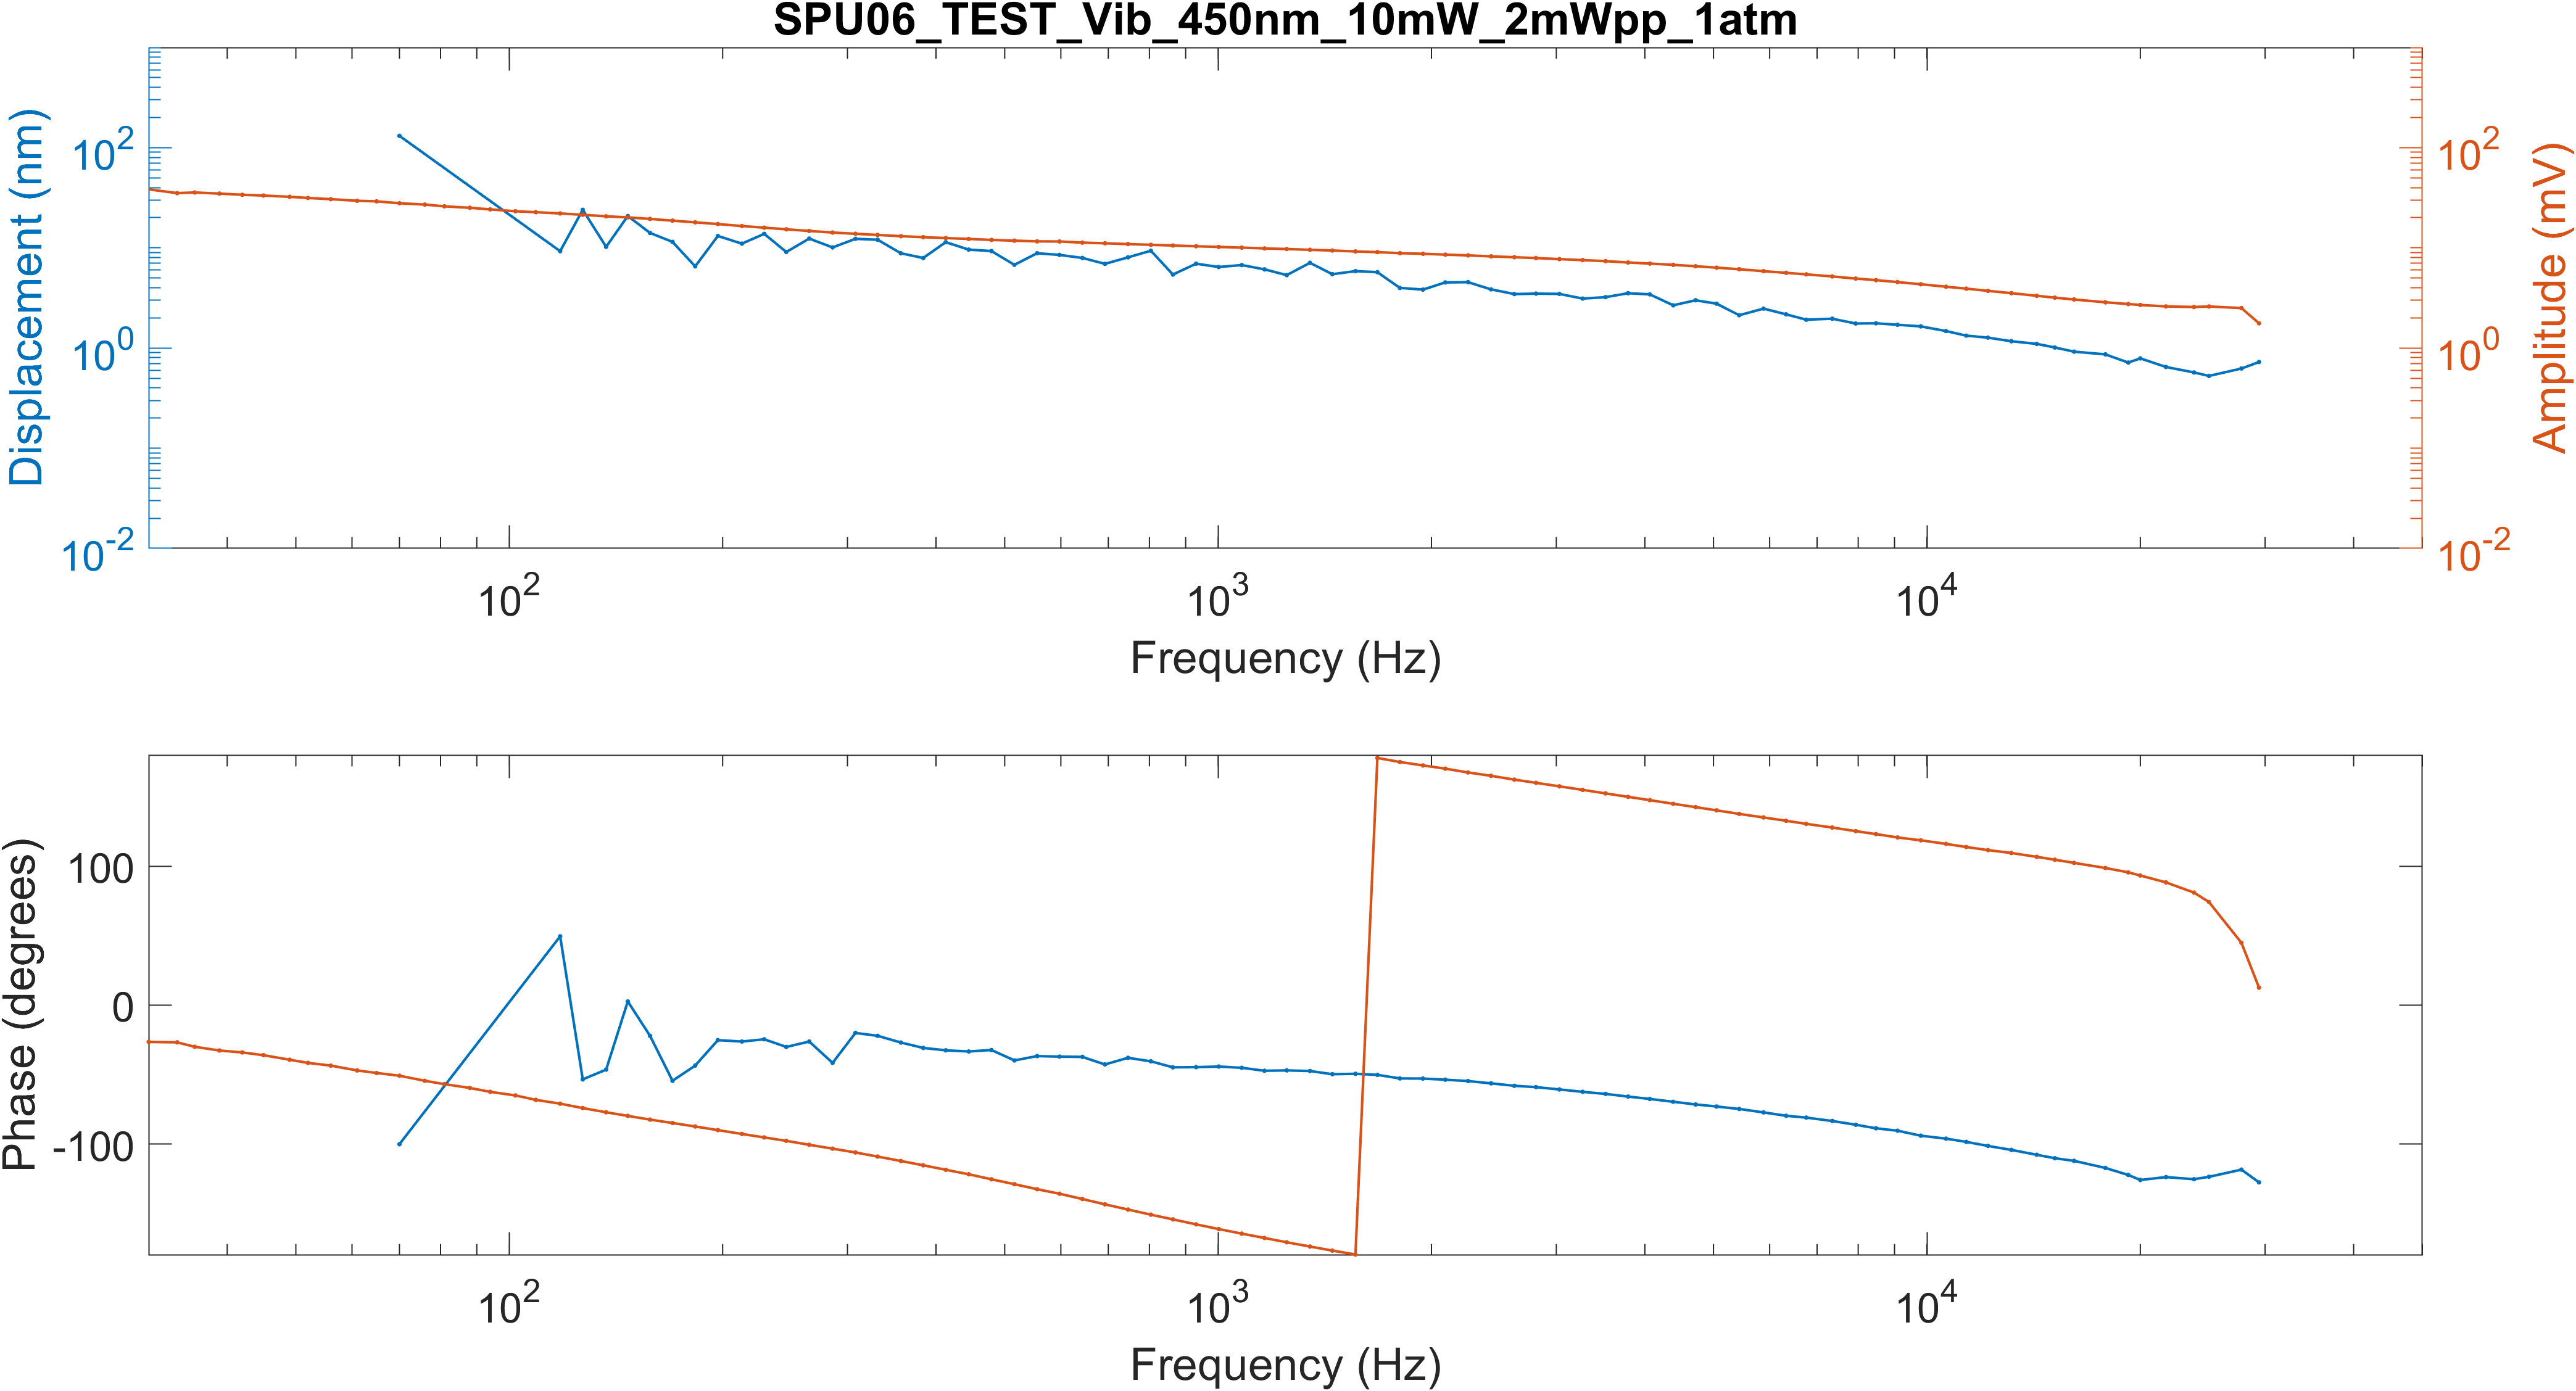 SPU06_TEST_Vib_450nm_10mW_2mWpp_1atm
Displacement (nm)
10^2
10^0
10^-2
10^2
10^0
10^-2
Amplitude (mV)
10^2 10^3 10^4
Frequency (Hz)
Phase (degrees)
100
0
-100
10^2 10^3 10^4
Frequency (Hz)